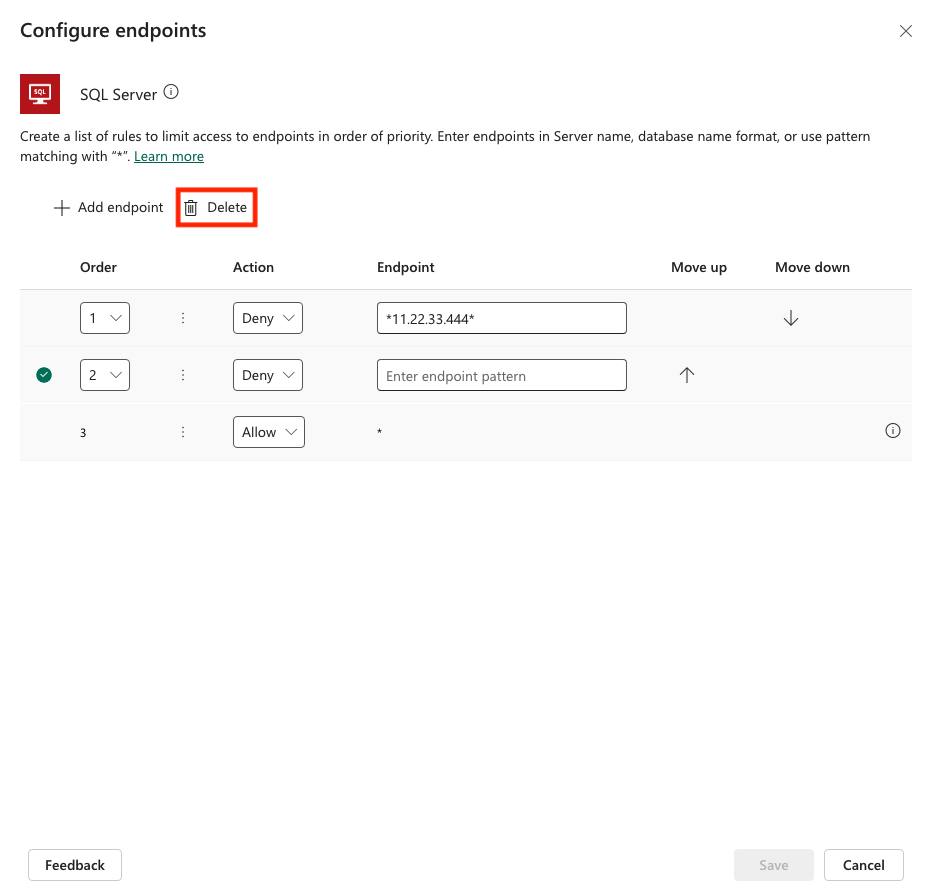 Configure endpoints
SQL
SQL Server
Create a list of rules to limit access to endpoints in order of priority. Enter endpoints in Server name, database name format, or use pattern
matching with "*". Learn more
Add endpoint Delete
Order Action Endpoint Move up Move down
1 Deny *11.22.33.444*
2 Deny Enter endpoint pattern
3 Allow *
Feedback Save Cancel